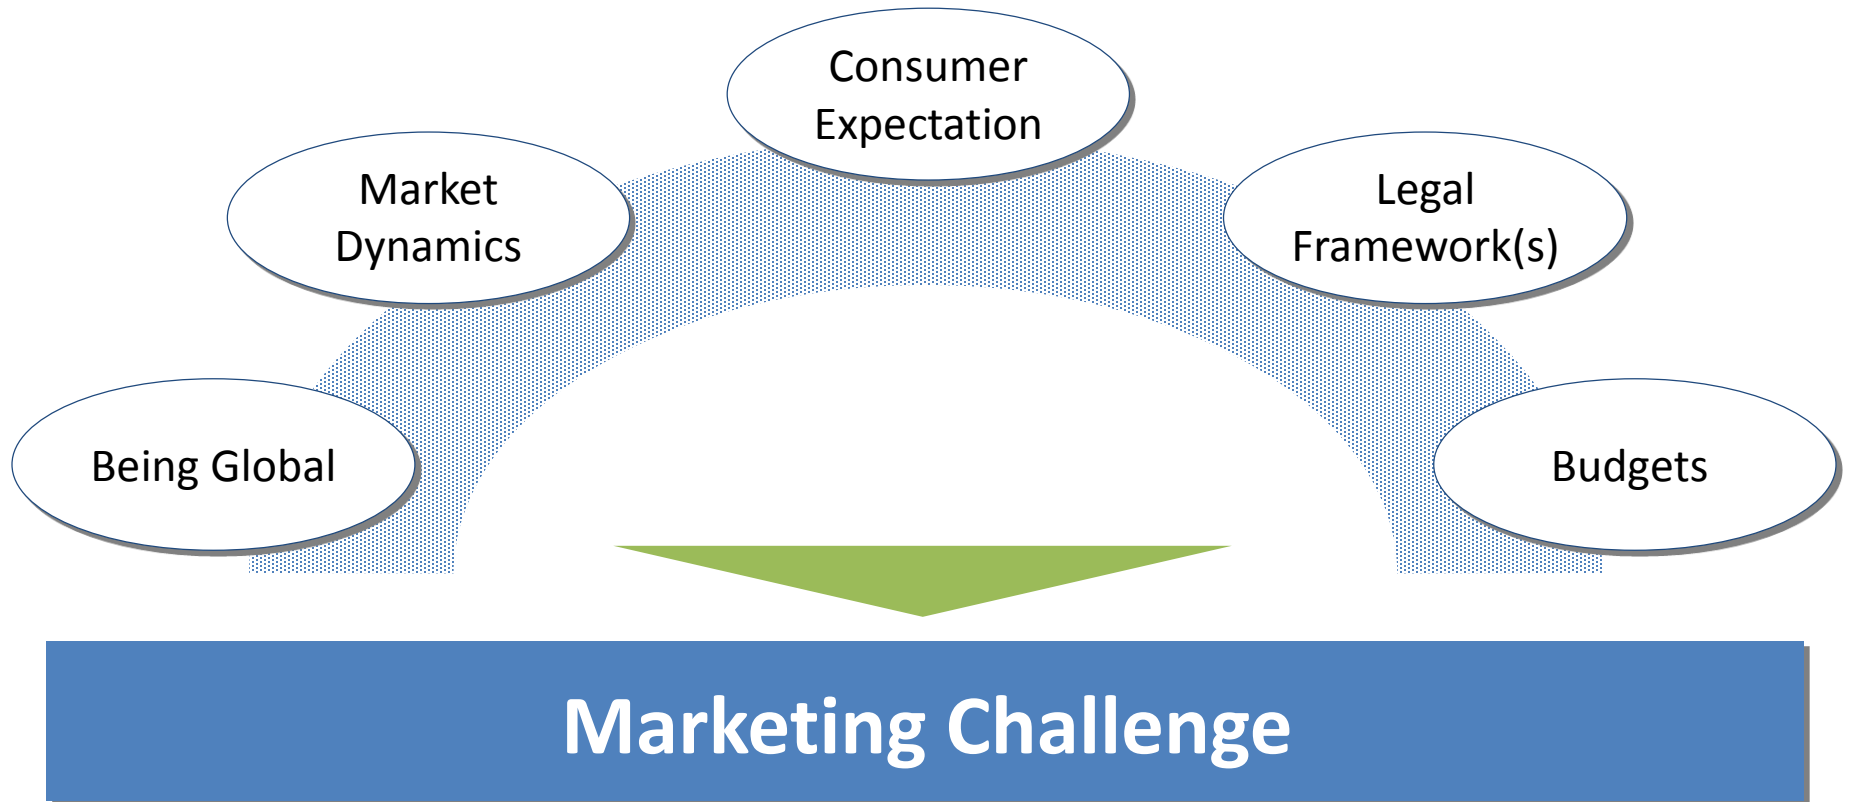 Consumer
Expectation
Market
Dynamics
Legal
Framework(s)
Being Global
Budgets
Marketing Challenge